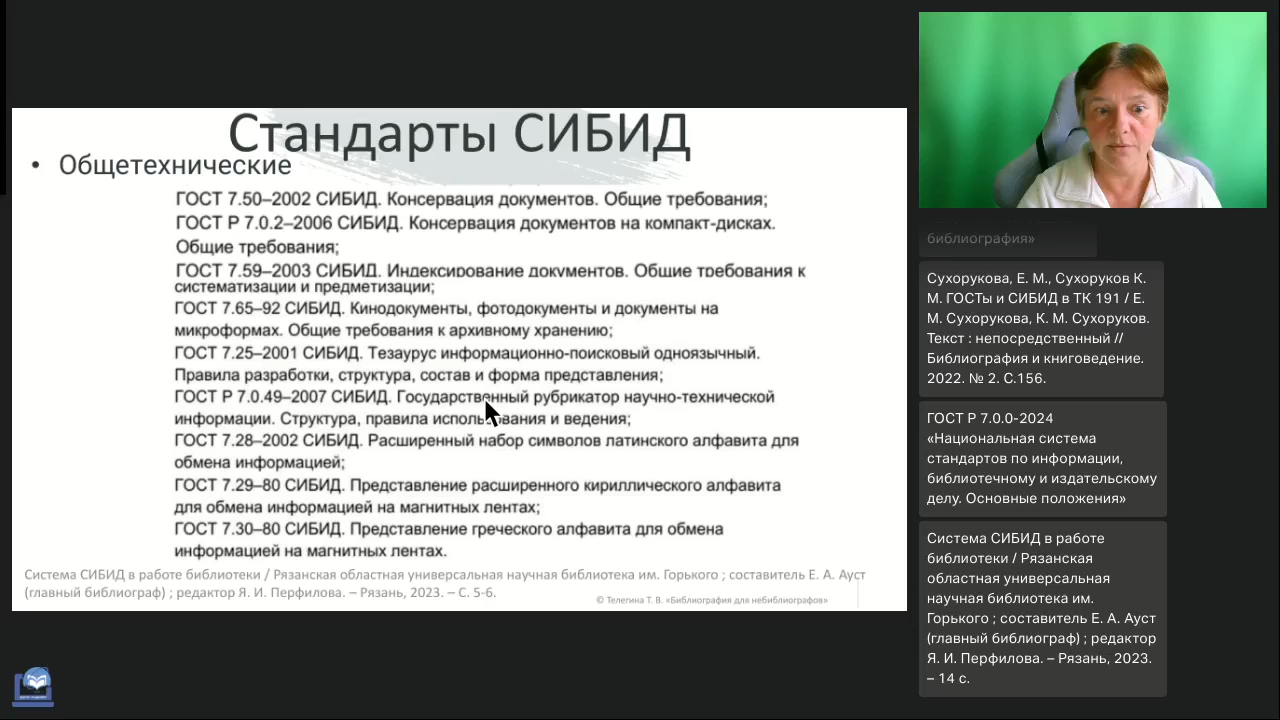 Стандарты СИБИД
• Общетехнические
ГОСТ 7.50–2002 СИБИД. Консервация документов. Общие требования;
ГОСТ Р 7.0.2–2006 СИБИД. Консервация документов на компакт-дисках.
Общие требования;
ГОСТ 7.59–2003 СИБИД. Индексирование документов. Общие требования к
систематизации и предметизации;
ГОСТ 7.65–92 СИБИД. Кинодокументы, фотодокументы и документы на
микроформах. Общие требования к архивному хранению;
ГОСТ 7.25–2001 СИБИД. Тезаурус информационно-поисковый одноязычный.
Правила разработки, структура, состав и форма представления;
ГОСТ Р 7.0.49–2007 СИБИД. Государственный рубрикатор научно-технической
информации. Структура, правила использования и ведения;
ГОСТ 7.28–2002 СИБИД. Расширенный набор символов латинского алфавита для
обмена информацией;
ГОСТ 7.29–80 СИБИД. Представление расширенного кириллического алфавита
для обмена информацией на магнитных лентах;
ГОСТ 7.30–80 СИБИД. Представление греческого алфавита для обмена
информацией на магнитных лентах.
Система СИБИД в работе библиотеки / Рязанская областная универсальная научная библиотека им. Горького ; составитель Е. А. Ауст
(главный библиограф) ; редактор Я. И. Перфилова. – Рязань, 2023. – С. 5-6.
© Телегина Т. В. «Библиография для небиблиографов»
библиография»
Сухорукова, Е. М., Сухоруков К.
М. ГОСТы и СИБИД в ТК 191 / Е.
М. Сухорукова, К. М. Сухоруков.
Текст : непосредственный //
Библиография и книговедение.
2022. № 2. С.156.
ГОСТ Р 7.0.0-2024
«Национальная система
стандартов по информации,
библиотечному и издательскому
делу. Основные положения»
Система СИБИД в работе
библиотеки / Рязанская
областная универсальная
научная библиотека им.
Горького ; составитель Е. А. Ауст
(главный библиограф) ; редактор
Я. И. Перфилова. – Рязань, 2023.
– 14 с.